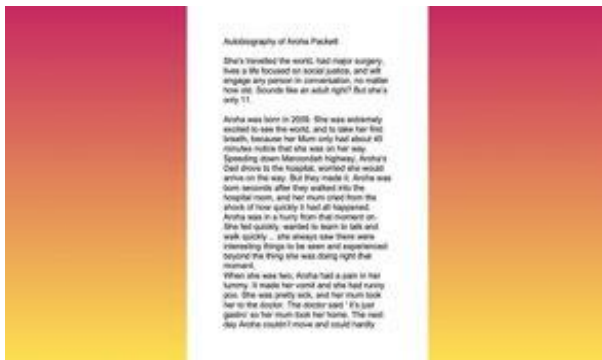 Autobiography of Aroha Packett
She's travelled the world, had major surgery,
lives a life focused on social justice, and will
engage any person in conversation, no matter
how old. Sounds like an adult right? But she's
only 11.
Aroha was born in 2009. She was extremely
excited to see the world, and to take her first
breath, because her Mum only had about 45
minutes notice that she was on her way.
Speeding down Maroondah highway, Aroha's
Dad drove to the hospital, worried she would
arrive on the way. But they made it. Aroha was
born seconds after they walked into the
hospital room, and her mum cried from the
shock of how quickly it had all happened.
Aroha was in a hurry from that moment on.
She fed quickly, wanted to learn to talk and
walk quickly ... she always saw there were
interesting things to be seen and experienced
beyond the thing she was doing right that
moment.
When she was two, Aroha had a pain in her
tummy. It made her vomit and she had runny
poo. She was pretty sick, and her mum took
her to the doctor. The doctor said ' it's just
gastro' so her mum took her home. The next
day Aroha couldn't move and could hardly